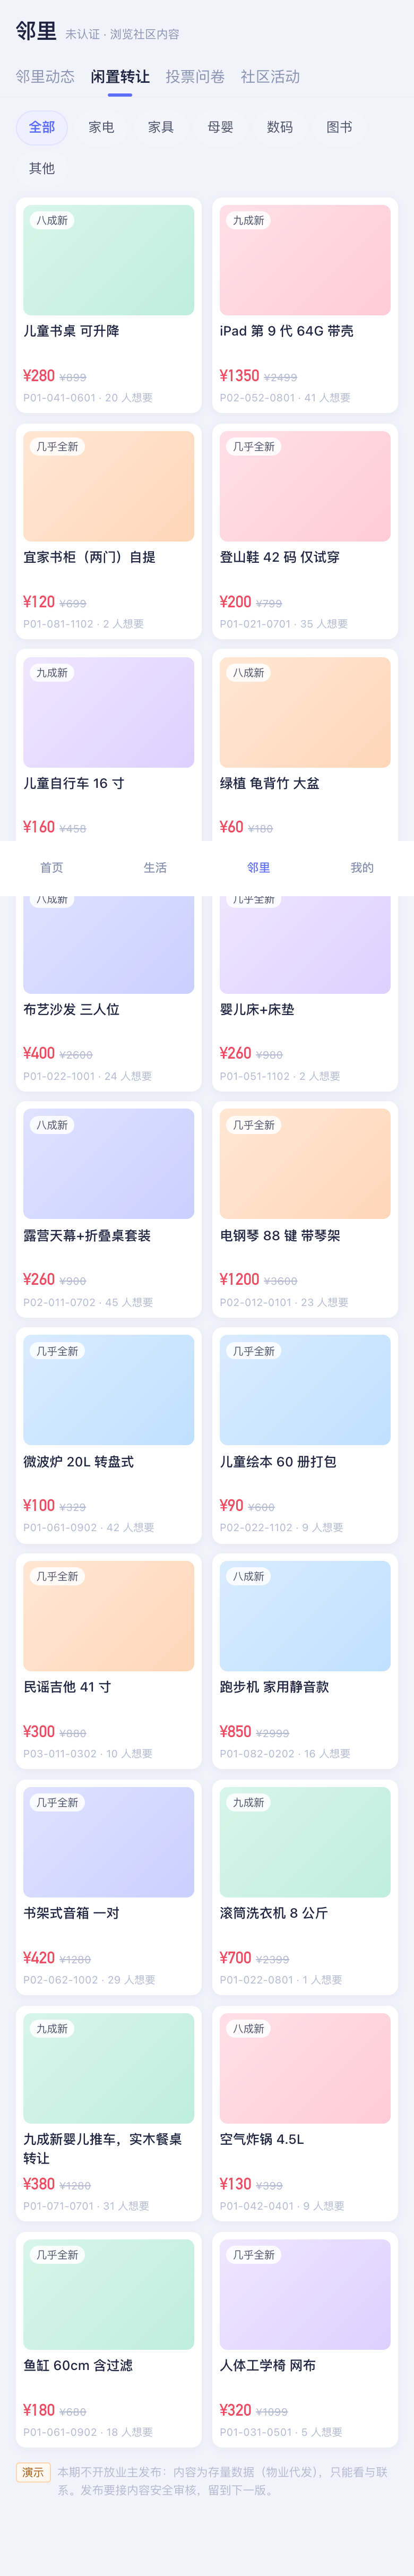 邻里 未认证 · 浏览社区内容
邻里动态 闲置转让 投票问卷 社区活动
全部 家电 家具 母婴 数码 图书
其他
八成新 九成新
儿童书桌 可升降 iPad 第 9 代 64G 带壳
¥280 ¥899 ¥1350 ¥2499
P01-041-0601 · 20 人想要 P02-052-0801 · 41 人想要
几乎全新 几乎全新
宜家书柜（两门）自提 登山鞋 42 码 仅试穿
¥120 ¥699 ¥200 ¥799
P01-081-1102 · 2 人想要 P01-021-0701 · 35 人想要
九成新 八成新
儿童自行车 16 寸 绿植 龟背竹 大盆
¥160 ¥458 ¥60 ¥180
首页 生活 邻里 我的
八成新 几乎全新
布艺沙发 三人位 婴儿床+床垫
¥400 ¥2600 ¥260 ¥980
P01-022-1001 · 24 人想要 P01-051-1102 · 2 人想要
八成新 几乎全新
露营天幕+折叠桌套装 电钢琴 88 键 带琴架
¥260 ¥900 ¥1200 ¥3600
P02-011-0702 · 45 人想要 P02-012-0101 · 23 人想要
几乎全新 几乎全新
微波炉 20L 转盘式 儿童绘本 60 册打包
¥100 ¥329 ¥90 ¥600
P01-061-0902 · 42 人想要 P02-022-1102 · 9 人想要
几乎全新 八成新
民谣吉他 41 寸 跑步机 家用静音款
¥300 ¥880 ¥850 ¥2999
P03-011-0302 · 10 人想要 P01-082-0202 · 16 人想要
几乎全新 九成新
书架式音箱 一对 滚筒洗衣机 8 公斤
¥420 ¥1280 ¥700 ¥2399
P02-062-1002 · 29 人想要 P01-022-0801 · 1 人想要
九成新 八成新
九成新婴儿推车，实木餐桌 空气炸锅 4.5L
转让
¥380 ¥1280 ¥130 ¥399
P01-071-0701 · 31 人想要 P01-042-0401 · 9 人想要
几乎全新 几乎全新
鱼缸 60cm 含过滤 人体工学椅 网布
¥180 ¥680 ¥320 ¥1099
P01-061-0902 · 18 人想要 P01-031-0501 · 5 人想要
演示 本期不开放业主发布：内容为存量数据（物业代发），只能看与联
系。发布要接内容安全审核，留到下一版。